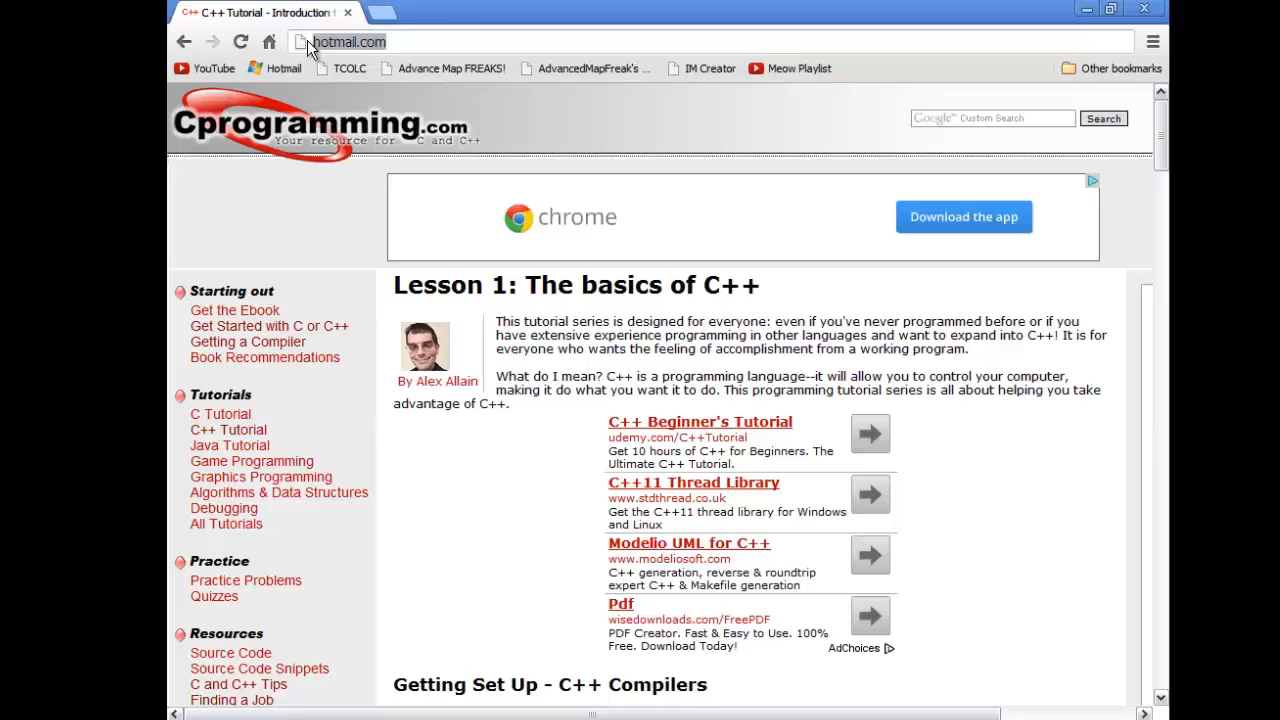 C++ C++ Tutorial - Introduction t
hotmail.com
YouTube Hotmail TCOLC Advance Map FREAKS! AdvancedMapFreak's ... IM Creator Meow Playlist Other bookmarks
Cprogramming.com
Your resource for C and C++
Google™ Custom Search Search
chrome
Download the app
Starting out
Get the Ebook
Get Started with C or C++
Getting a Compiler
Book Recommendations
Tutorials
C Tutorial
C++ Tutorial
Java Tutorial
Game Programming
Graphics Programming
Algorithms & Data Structures
Debugging
All Tutorials
Practice
Practice Problems
Quizzes
Resources
Source Code
Source Code Snippets
C and C++ Tips
Finding a Job
Lesson 1: The basics of C++
By Alex Allain
This tutorial series is designed for everyone: even if you've never programmed before or if you
have extensive experience programming in other languages and want to expand into C++! It is for
everyone who wants the feeling of accomplishment from a working program.
What do I mean? C++ is a programming language--it will allow you to control your computer,
making it do what you want it to do. This programming tutorial series is all about helping you take
advantage of C++.
C++ Beginner's Tutorial
udemy.com/C++Tutorial
Get 10 hours of C++ for Beginners. The
Ultimate C++ Tutorial.
C++11 Thread Library
www.stdthread.co.uk
Get the C++11 thread library for Windows
and Linux
Modelio UML for C++
www.modeliosoft.com
C++ generation, reverse & roundtrip
expert C++ & Makefile generation
Pdf
wisedownloads.com/FreePDF
PDF Creator. Fast & Easy to Use. 100%
Free. Download Today!
AdChoices
Getting Set Up - C++ Compilers